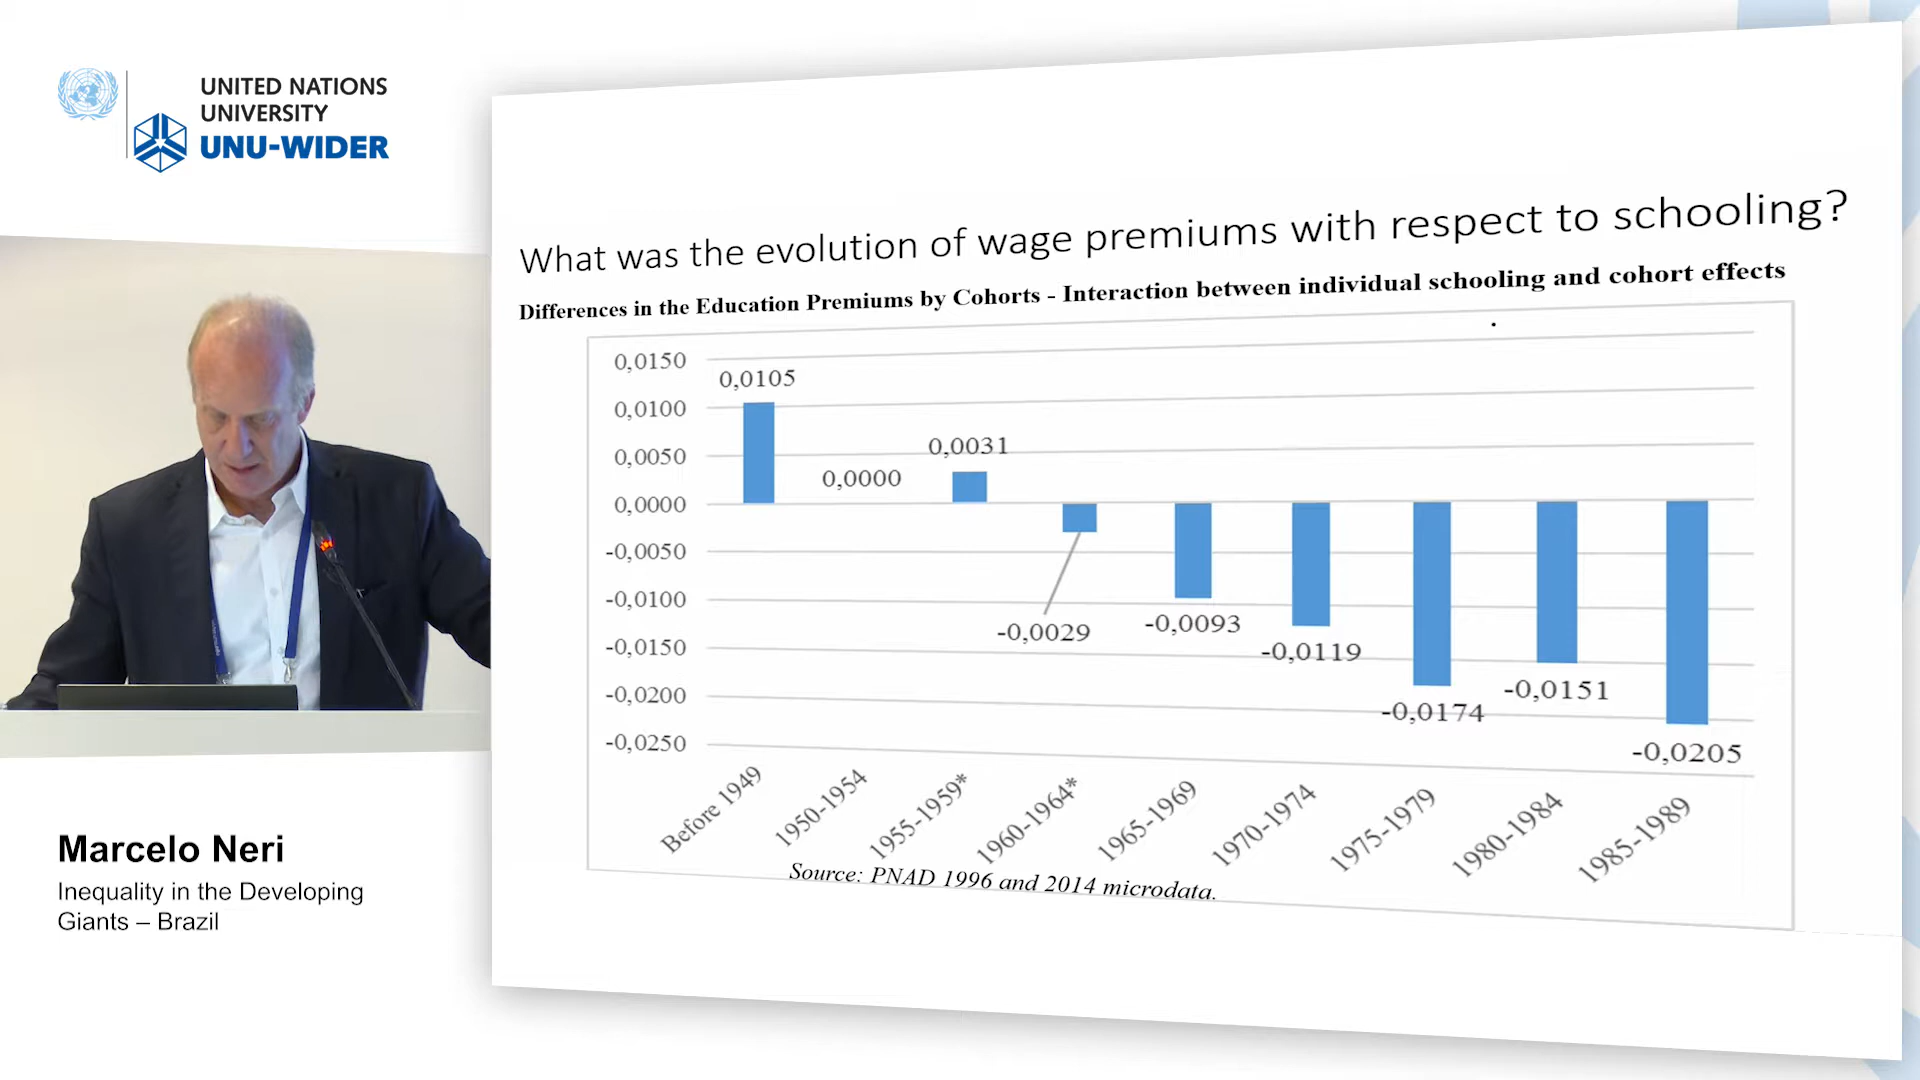 UNITED NATIONS
UNIVERSITY
UNU-WIDER
What was the evolution of wage premiums with respect to schooling?
Differences in the Education Premiums by Cohorts - Interaction between individual schooling and cohort effects
.
0,0150
0,0100
0,0050
0,0000
-0,0050
-0,0100
-0,0150
-0,0200
-0,0250
0,0105
0,0000
0,0031
-0,0029
-0,0093
-0,0119
-0,0174
-0,0151
-0,0205
Before 1949
1950-1954
1955-1959*
1960-1964*
1965-1969
1970-1974
1975-1979
1980-1984
1985-1989
Source: PNAD 1996 and 2014 microdata.
Marcelo Neri
Inequality in the Developing
Giants – Brazil